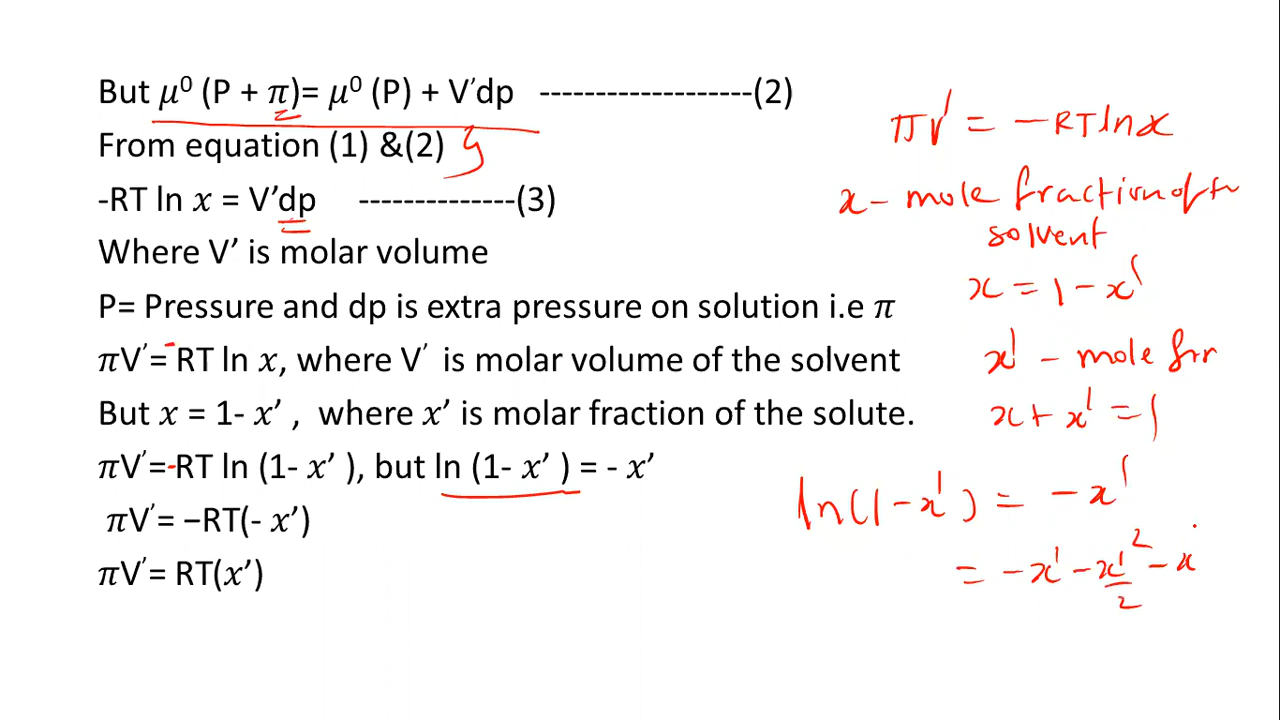 But 𝜇⁰ (P + 𝜋)= 𝜇⁰ (P) + V’dp -------------------(2)
From equation (1) &(2)
-RT ln 𝑥 = V’dp --------------(3)
Where V’ is molar volume
P= Pressure and dp is extra pressure on solution i.e 𝜋
𝜋V’=-RT ln 𝑥, where V’ is molar volume of the solvent
But 𝑥 = 1- 𝑥’ , where 𝑥’ is molar fraction of the solute.
𝜋V’=-RT ln (1- 𝑥’ ), but ln (1- 𝑥’ ) = - 𝑥’
𝜋V’= −RT(- 𝑥’)
𝜋V’= RT(𝑥’)
πV' = -RT ln x
x - mole fraction of
solvent
x = 1 - x'
x' - mole
x + x' = 1
ln(1-x') = -x'
= -x' - x'²/2 - x